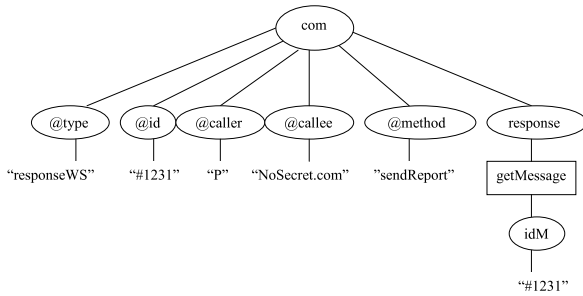 com
@type @id @caller @callee @method response
“responseWS” “#1231” “P” “NoSecret.com” ”sendReport” getMessage
idM
“#1231”